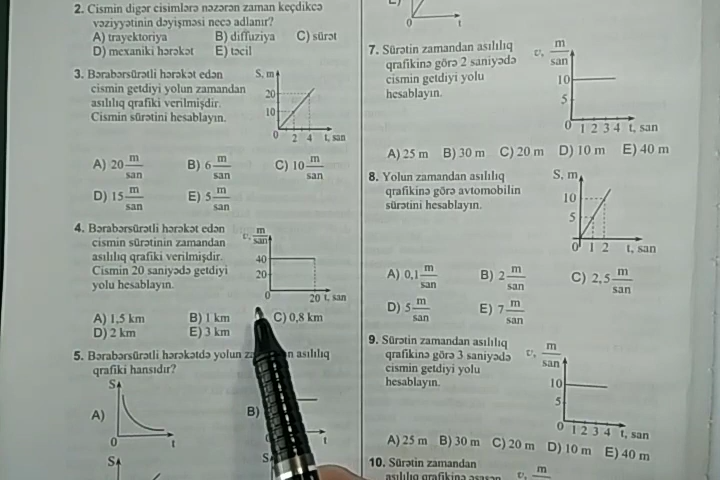 2. Cismin digər cisimlərə nəzərən zaman keçdikcə
vəziyyətinin dəyişməsi necə adlanır?
A) trayektoriya B) diffuziya C) sürət
D) mexaniki hərəkət E) təcil
3. Bərabərsürətli hərəkət edən
cismin getdiyi yolun zamandan
asılılıq qrafiki verilmişdir.
Cismin sürətini hesablayın.
S, m
20
10
0 2 4 t, san
A) 20 m/san B) 6 m/san C) 10 m/san
D) 15 m/san E) 5 m/san
4. Bərabərsürətli hərəkət edən
cismin sürətinin zamandan
asılılıq qrafiki verilmişdir.
Cismin 20 saniyədə getdiyi
yolu hesablayın.
υ, m/san
40
20
0 20 t, san
A) 1,5 km B) 1 km C) 0,8 km
D) 2 km E) 3 km
5. Bərabərsürətli hərəkətdə yolun asılılıq
qrafiki hansıdır?
A) S 0 t
B) t
S
S
0 t
7. Sürətin zamandan asılılıq
qrafikinə görə 2 saniyədə
cismin getdiyi yolu
hesablayın.
υ, m/san
10
5
0 1 2 3 4 t, san
A) 25 m B) 30 m C) 20 m D) 10 m E) 40 m
8. Yolun zamandan asılılıq
qrafikinə görə avtomobilin
sürətini hesablayın.
S, m
10
5
0 1 2 t, san
A) 0,1 m/san B) 2 m/san C) 2,5 m/san
D) 5 m/san E) 7 m/san
9. Sürətin zamandan asılılıq
qrafikinə görə 3 saniyədə
cismin getdiyi yolu
hesablayın.
υ, m/san
10
5
0 1 2 3 4 t, san
A) 25 m B) 30 m C) 20 m D) 10 m E) 40 m
10. Sürətin zamandan
asılılıq qrafikinə əsasən
υ, m